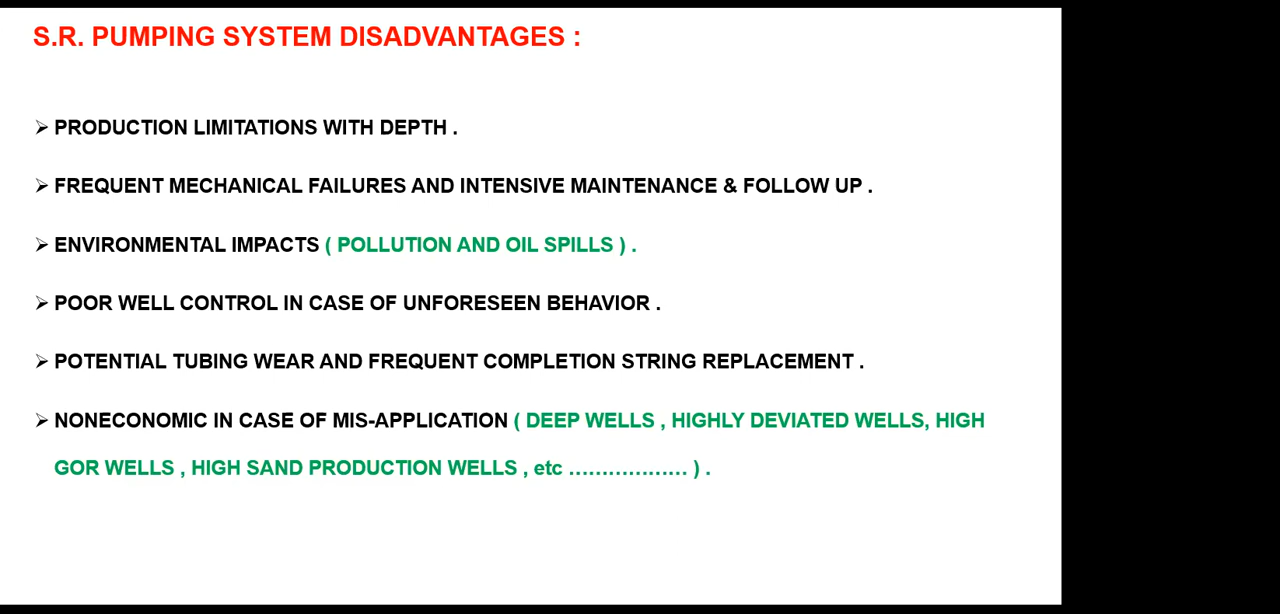 S.R. PUMPING SYSTEM DISADVANTAGES :
➢ PRODUCTION LIMITATIONS WITH DEPTH .
➢ FREQUENT MECHANICAL FAILURES AND INTENSIVE MAINTENANCE & FOLLOW UP .
➢ ENVIRONMENTAL IMPACTS ( POLLUTION AND OIL SPILLS ) .
➢ POOR WELL CONTROL IN CASE OF UNFORESEEN BEHAVIOR .
➢ POTENTIAL TUBING WEAR AND FREQUENT COMPLETION STRING REPLACEMENT .
➢ NONECONOMIC IN CASE OF MIS-APPLICATION ( DEEP WELLS , HIGHLY DEVIATED WELLS, HIGH
GOR WELLS , HIGH SAND PRODUCTION WELLS , etc .................. ) .